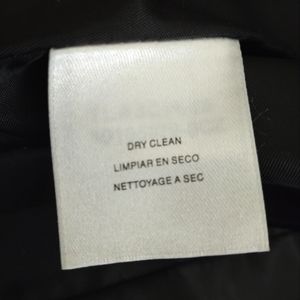 DRY CLEAN
LIMPIAR EN SECO
NETTOYAGE A SEC